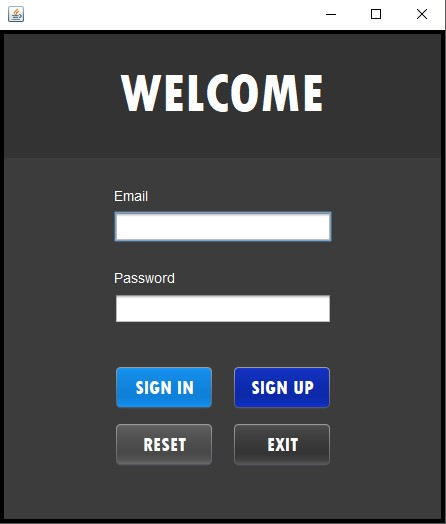 WELCOME
Email
Password
SIGN IN SIGN UP
RESET EXIT